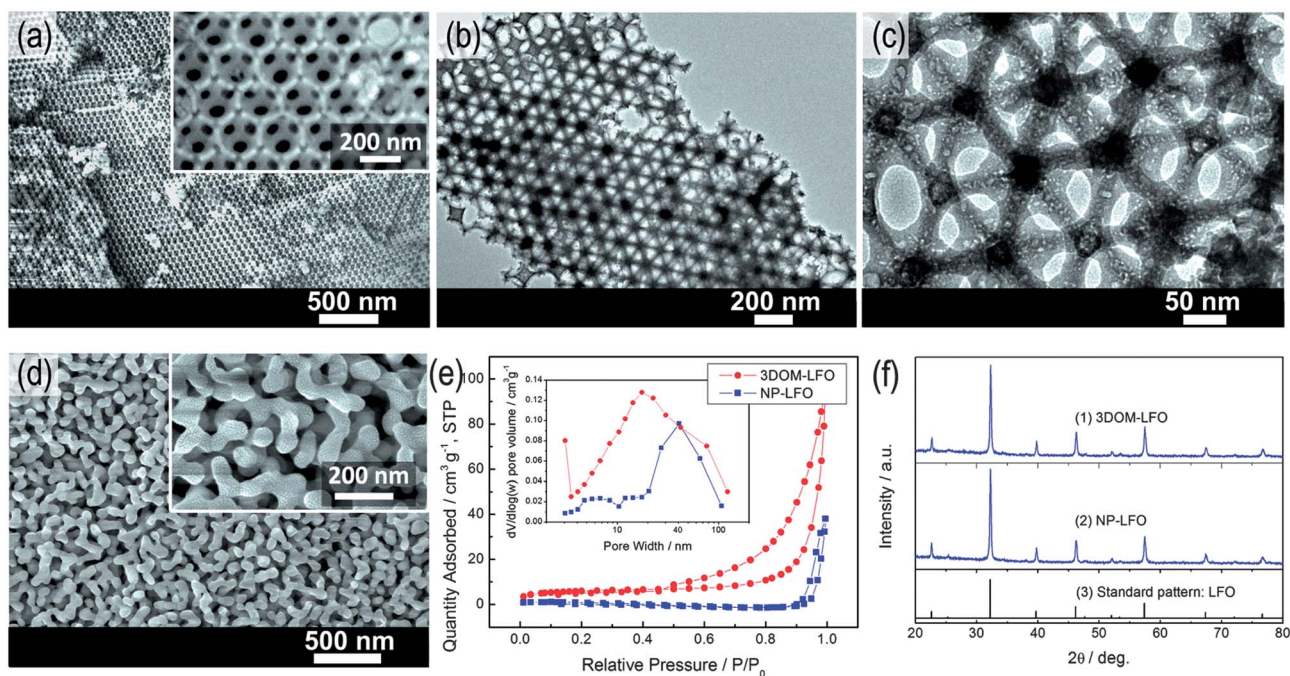 (a)
200 nm
500 nm
(b)
200 nm
(c)
50 nm
(d)
200 nm
500 nm
(e)
Quantity Adsorbed / cm³ g⁻¹, STP
100
80
60
40
20
0
3DOM-LFO
NP-LFO
dV/dlog(w) pore volume / cm³g⁻¹
0.14
0.12
0.10
0.08
0.06
0.04
0.02
0.00
10
40
100
Pore Width / nm
0.0
0.2
0.4
0.6
0.8
1.0
Relative Pressure / P/P₀
(f)
Intensity / a.u.
(1) 3DOM-LFO
(2) NP-LFO
(3) Standard pattern: LFO
20
30
40
50
60
70
80
2θ / deg.